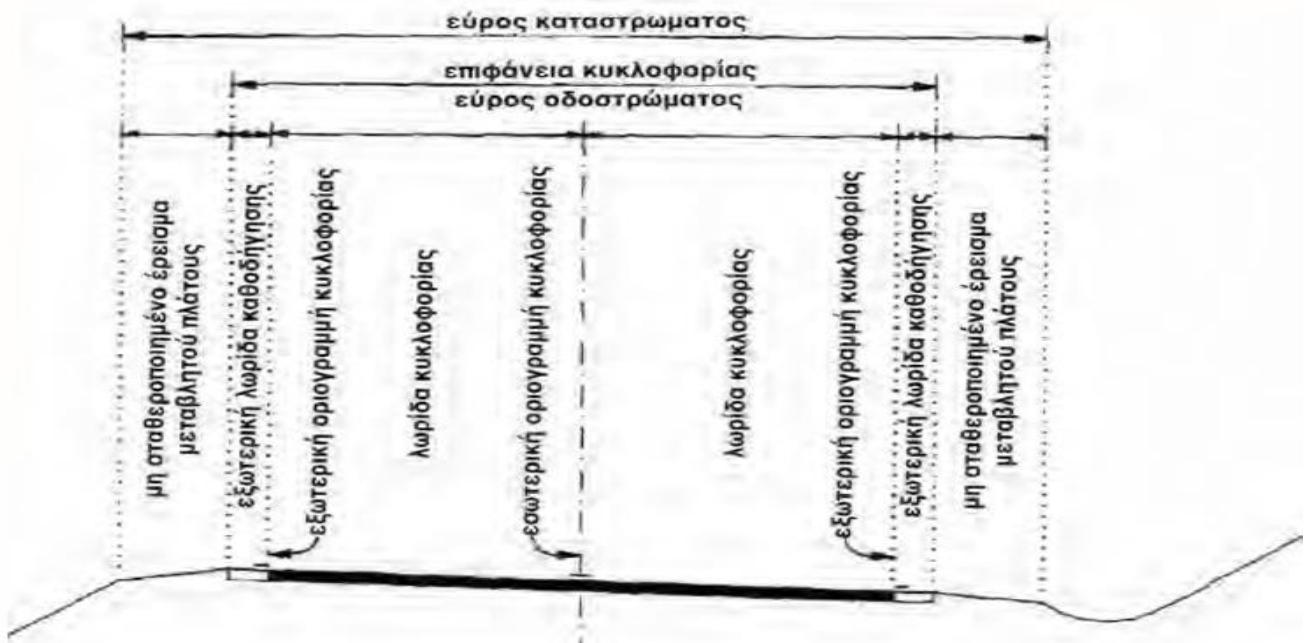 εύρος καταστρωματος
επιφάνεια κυκλοφορίας
εύρος οδοστρώματος
μη σταθεροποιημένο έρεισμα
μεταβλητού πλάτους
εξωτερική λωρίδα καθοδήγησης
εξωτερική οριογραμμή κυκλοφορίας
λωρίδα κυκλοφορίας
εσωτερική οριογραμμή κυκλοφορίας
λωρίδα κυκλοφορίας
εξωτερική οριογραμμή κυκλοφορίας
εξωτερική λωρίδα καθοδήγησης
μη σταθεροποιημένο έρεισμα
μεταβλητού πλάτους